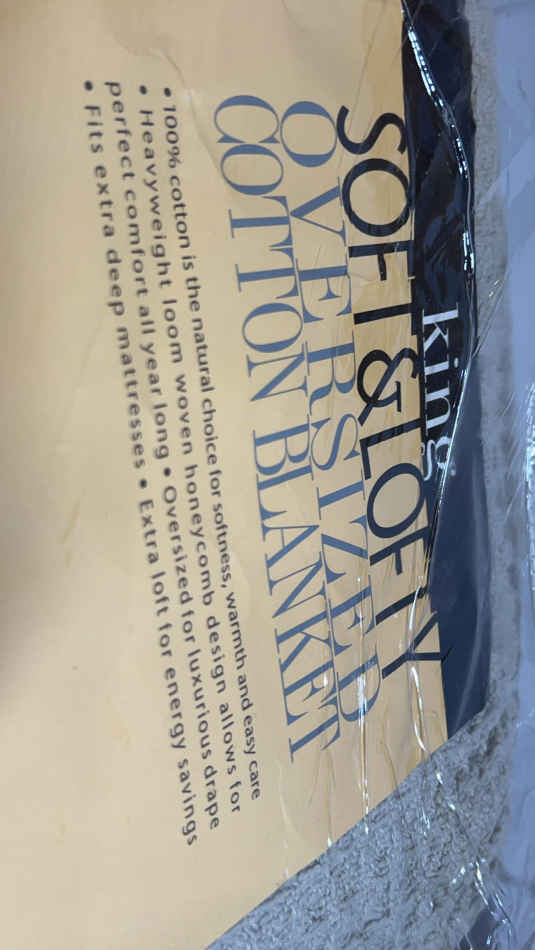 king
SOFT & LOFTY
OVERSIZED
COTTON BLANKET
• 100% cotton is the natural choice for softness, warmth and easy care
• Heavyweight loom woven honeycomb design allows for
perfect comfort all year long • Oversized for luxurious drape
• Fits extra deep mattresses • Extra loft for energy savings